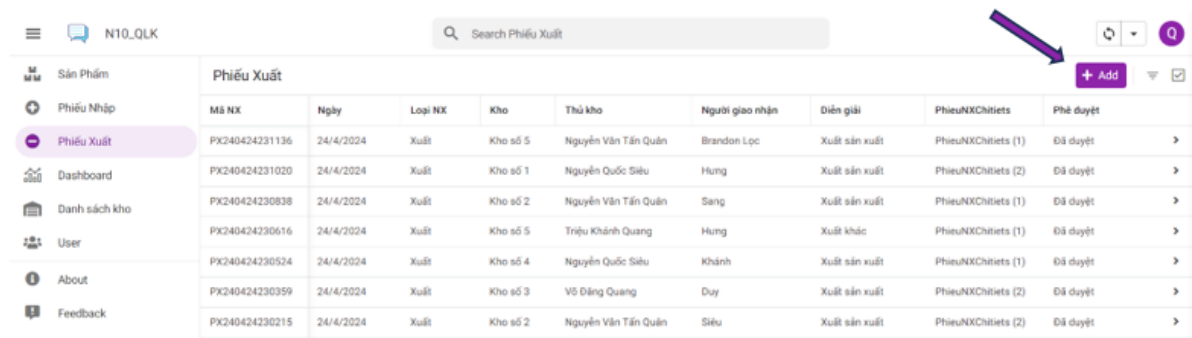 N10_QLK
Search Phiếu Xuất
Q
Sản Phẩm
Phiếu Xuất
+ Add
Phiếu Nhập
Mã NX Ngày Loại NX Kho Thủ kho Người giao nhận Diễn giải PhieuNXChitiets Phê duyệt
Phiếu Xuất
PX240424231136 24/4/2024 Xuất Kho số 5 Nguyễn Văn Tấn Quân Brandon Lọc Xuất sản xuất PhieuNXChitiets (1) Đã duyệt
Dashboard
PX240424231020 24/4/2024 Xuất Kho số 1 Nguyễn Quốc Siêu Hưng Xuất sản xuất PhieuNXChitiets (2) Đã duyệt
Danh sách kho
PX240424230838 24/4/2024 Xuất Kho số 2 Nguyễn Văn Tấn Quân Sang Xuất sản xuất PhieuNXChitiets (1) Đã duyệt
User
PX240424230616 24/4/2024 Xuất Kho số 5 Triệu Khánh Quang Hưng Xuất khác PhieuNXChitiets (1) Đã duyệt
About
PX240424230524 24/4/2024 Xuất Kho số 4 Nguyễn Quốc Siêu Khánh Xuất sản xuất PhieuNXChitiets (1) Đã duyệt
Feedback
PX240424230359 24/4/2024 Xuất Kho số 3 Võ Đăng Quang Duy Xuất sản xuất PhieuNXChitiets (2) Đã duyệt
PX240424230215 24/4/2024 Xuất Kho số 2 Nguyễn Văn Tấn Quân Siêu Xuất sản xuất PhieuNXChitiets (2) Đã duyệt